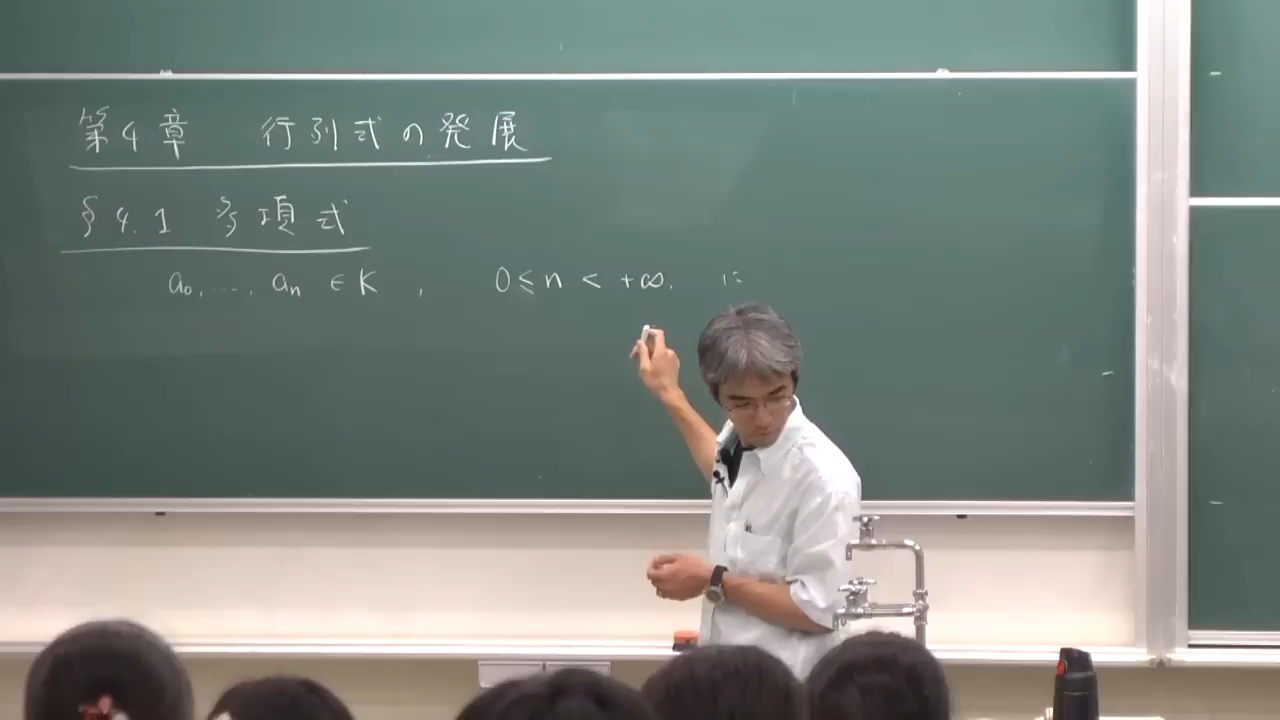 第4章 行列式の発展
§4.1 多項式
a₀, ⋯, aₙ ∈ K , 0 ≤ n < +∞. に